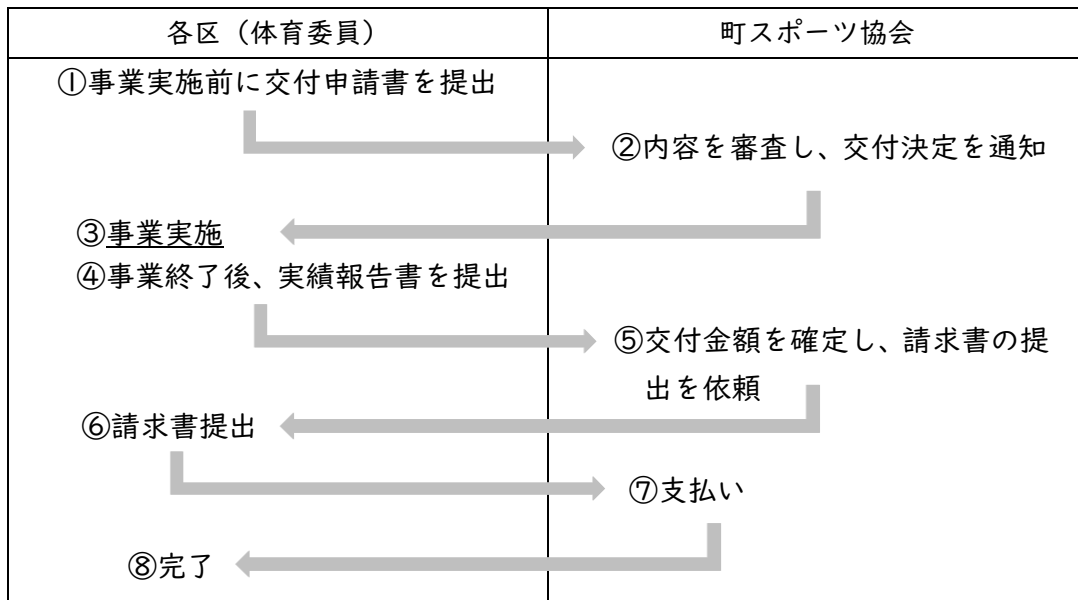 各区（体育委員）
町スポーツ協会
①事業実施前に交付申請書を提出
②内容を審査し、交付決定を通知
③事業実施
④事業終了後、実績報告書を提出
⑤交付金額を確定し、請求書の提
出を依頼
⑥請求書提出
⑦支払い
⑧完了